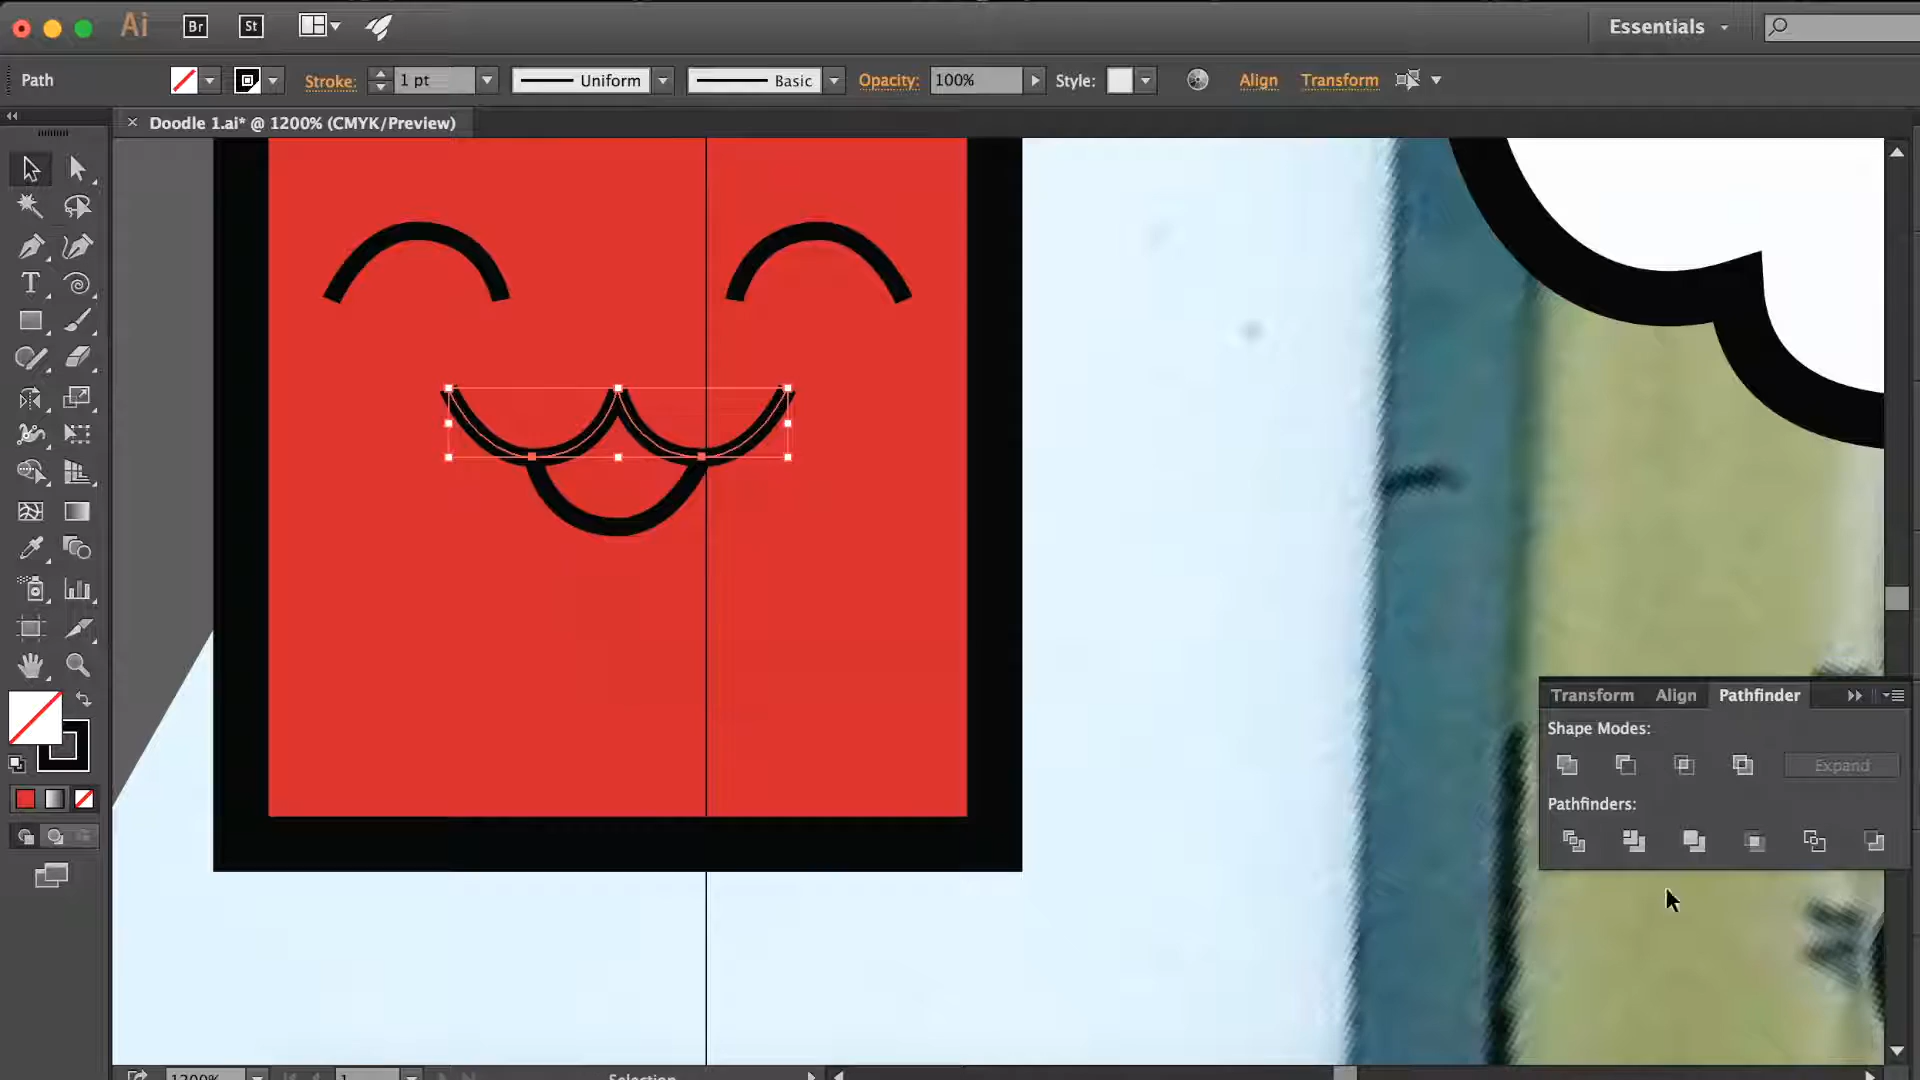 Ai Br St Essentials
Path Stroke: 1 pt Uniform Basic Opacity: 100% Style: Align Transform
Doodle 1.ai* @ 1200% (CMYK/Preview)
T
Transform Align Pathfinder
Shape Modes:
Expand
Pathfinders:
1200% 1 Selection